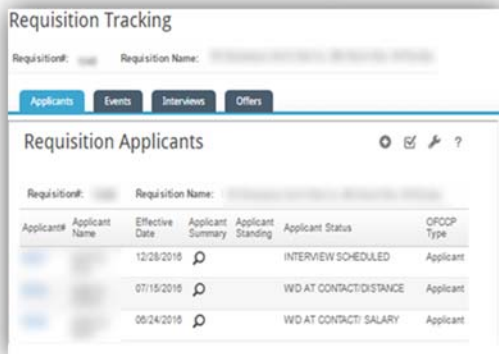 Requisition Tracking
Requisition#: Requisition Name:
Applicants Events Interviews Offers
Requisition Applicants
Requisition#: Requisition Name:
Applicant# Applicant Name Effective Date Applicant Summary Applicant Standing Applicant Status OFCCP Type
12/28/2016 INTERVIEW SCHEDULED Applicant
07/15/2016 W/D AT CONTACT/DISTANCE Applicant
06/24/2016 W/D AT CONTACT/ SALARY Applicant